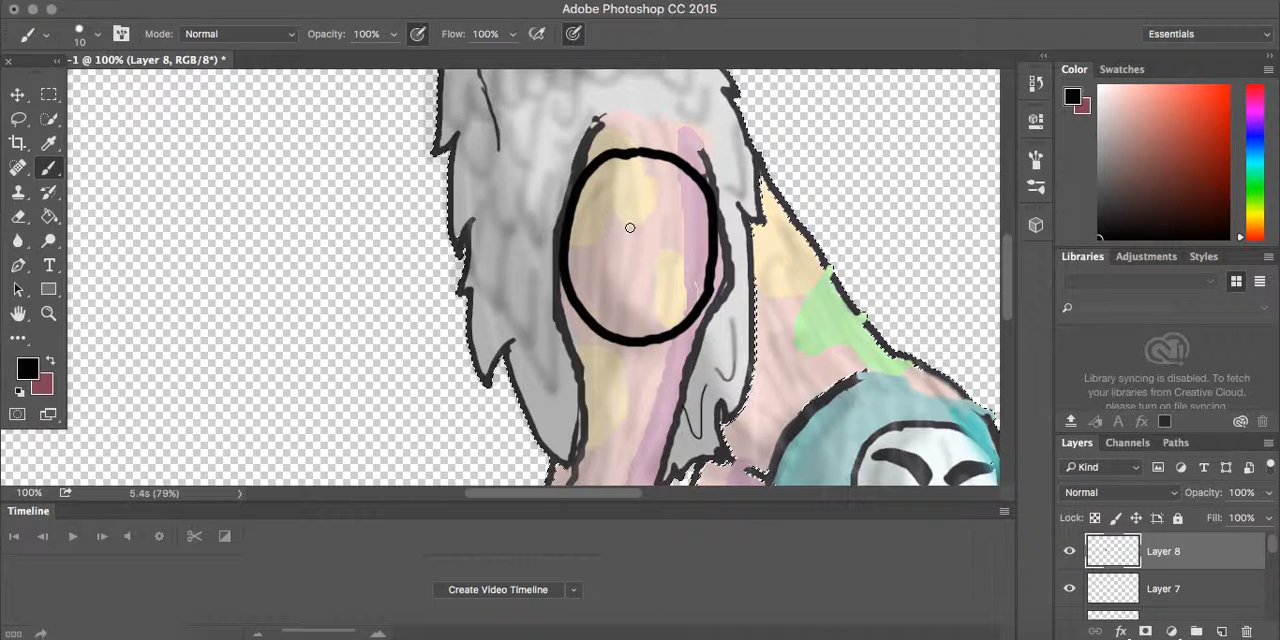 Adobe Photoshop CC 2015
10
Mode: Normal
Opacity: 100%
Flow: 100%
Essentials
-1 @ 100% (Layer 8, RGB/8*) *
Color
Swatches
Libraries
Adjustments
Styles
Library syncing is disabled. To fetch
your libraries from Creative Cloud,
please turn on file syncing
Layers
Channels
Paths
Kind
Normal
Opacity: 100%
Lock:
Fill: 100%
Layer 8
Layer 7
fx
100%
5.4s (79%)
Timeline
Create Video Timeline